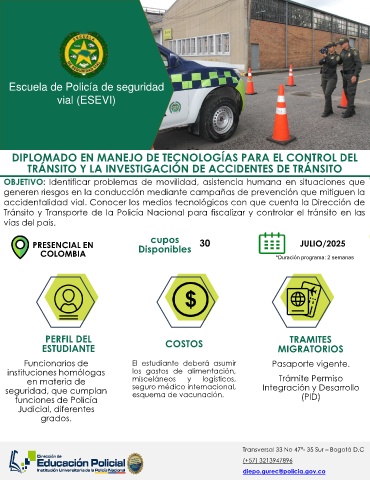 Escuela de Policía de seguridad
vial (ESEVI)
DIPLOMADO EN MANEJO DE TECNOLOGÍAS PARA EL CONTROL DEL
TRÁNSITO Y LA INVESTIGACIÓN DE ACCIDENTES DE TRÁNSITO
OBJETIVO: Identificar problemas de movilidad, asistencia humana en situaciones que
generen riesgos en la conducción mediante campañas de prevención que mitiguen la
accidentalidad vial. Conocer los medios tecnológicos con que cuenta la Dirección de
Tránsito y Transporte de la Policía Nacional para fiscalizar y controlar el tránsito en las
vías del país.
PRESENCIAL EN
COLOMBIA
cupos
Disponibles
30
JULIO/2025
*Duración programa: 2 semanas
PERFIL DEL
ESTUDIANTE
Funcionarios de
instituciones homólogas
en materia de
seguridad, que cumplan
funciones de Policía
Judicial, diferentes
grados.
$
COSTOS
El estudiante deberá asumir
los gastos de alimentación,
misceláneos y logísticos,
seguro médico internacional,
esquema de vacunación.
TRAMITES
MIGRATORIOS
Pasaporte vigente.
Trámite Permiso
Integración y Desarrollo
(PID)
Dirección de
Educación Policial
Institución Universitaria de la Policía Nacional
Transversal 33 No 47ª- 35 Sur – Bogotá D.C
(+57) 3213947896
diepo.gurec@policia.gov.co